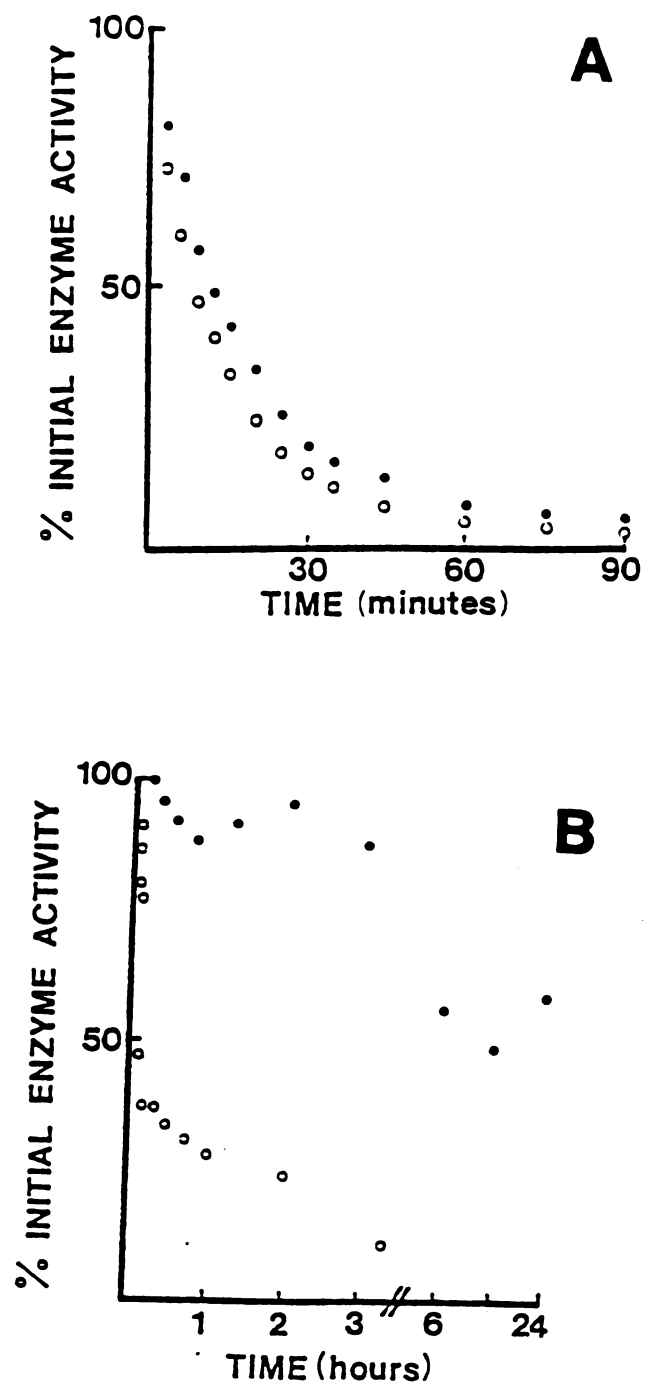 100
A
% INITIAL ENZYME ACTIVITY
50
30 60 90
TIME (minutes)
100
B
% INITIAL ENZYME ACTIVITY
50
1 2 3 6 24
TIME (hours)